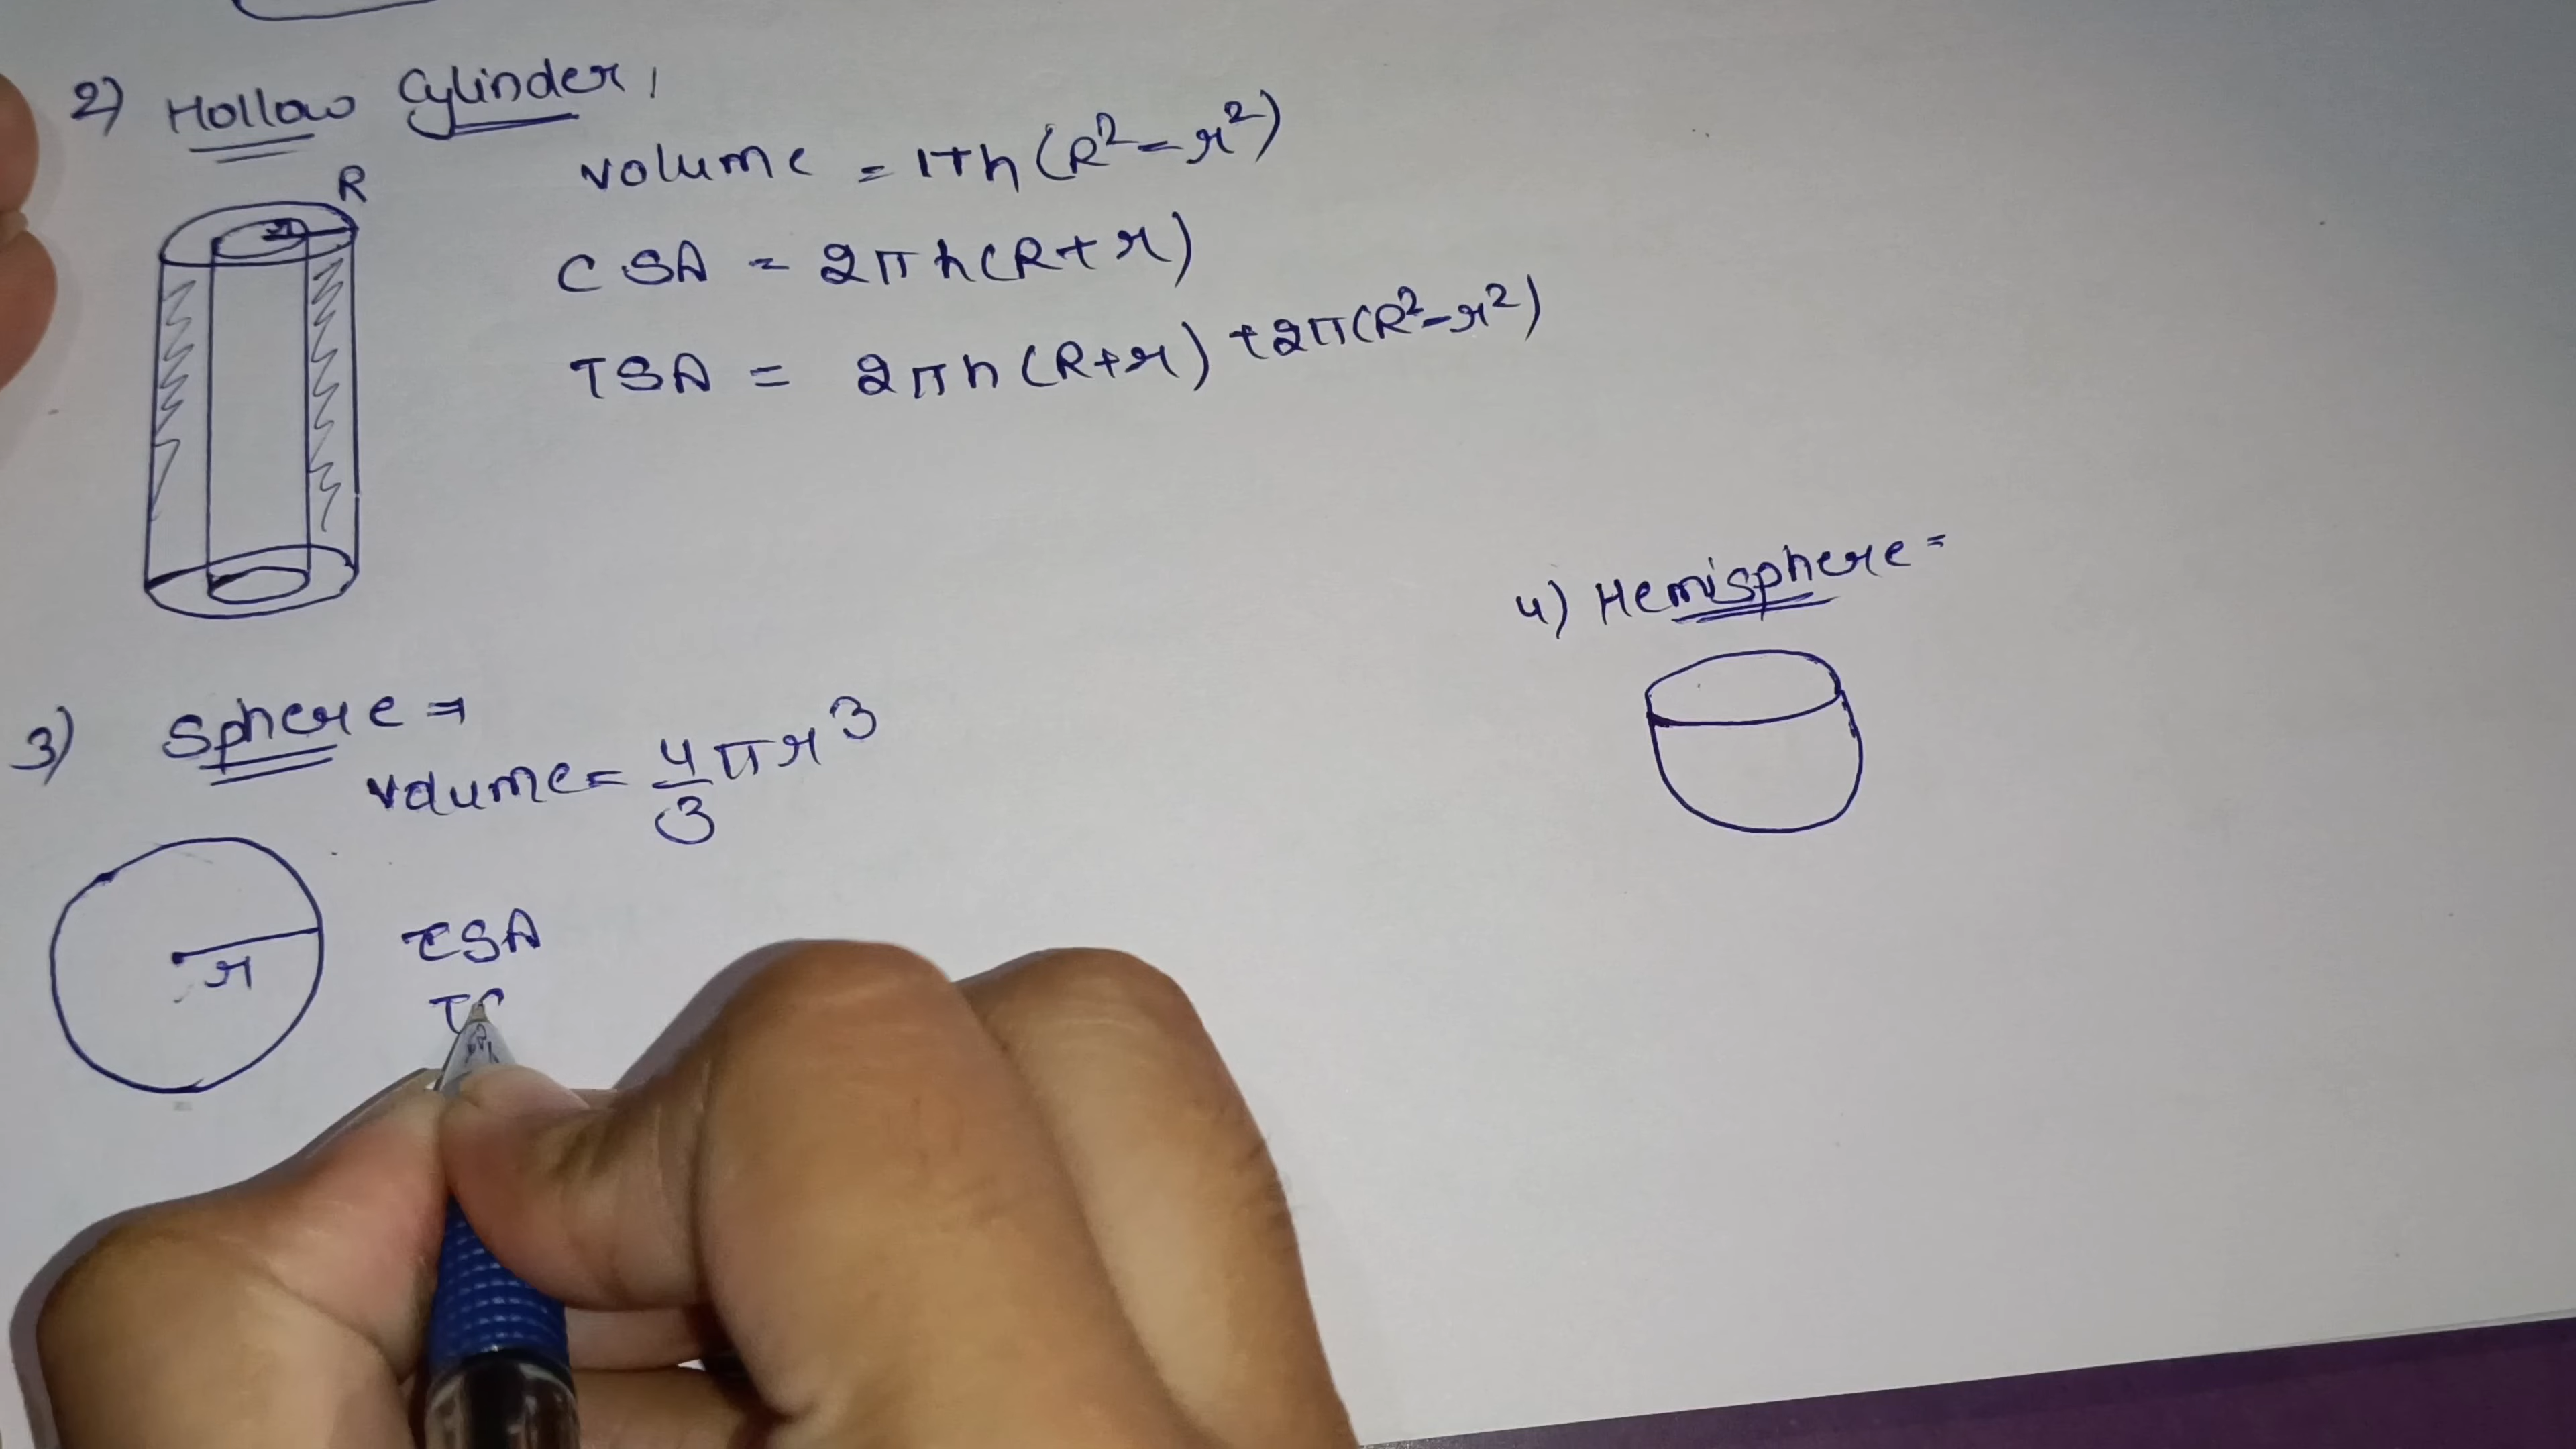 2) Hollow Cylinder,
R
r
volume = πh (R² - r²)
CSA = 2πh(R+r)
TSA = 2πh (R+r) + 2π(R²-r²)
3) Sphere =
volume = 4/3 πr³
r
CSA
TS
4) Hemisphere =